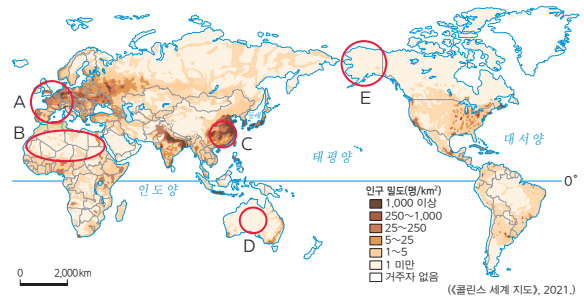 A
B
C
D
E
태평양
대서양
인도양
0°
인구 밀도(명/km²)
1,000 이상
250~1,000
25~250
5~25
1~5
1 미만
거주자 없음
0 2,000km
(《콜린스 세계 지도》, 2021.)